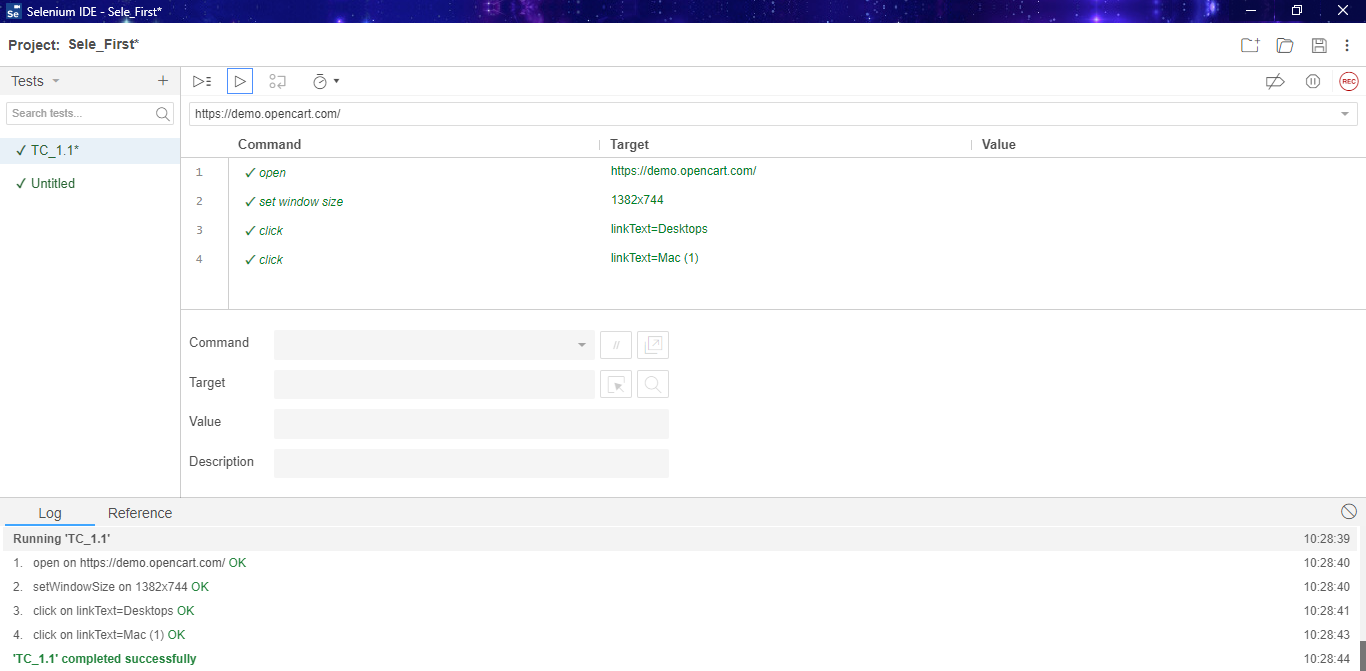 Se Selenium IDE - Sele_First*
Project: Sele_First*
Tests
Search tests...
✓ TC_1.1*
✓ Untitled
REC
https://demo.opencart.com/
Command Target Value
1 ✓ open https://demo.opencart.com/
2 ✓ set window size 1382x744
3 ✓ click linkText=Desktops
4 ✓ click linkText=Mac (1)
Command //
Target
Value
Description
Log Reference
Running 'TC_1.1' 10:28:39
1. open on https://demo.opencart.com/ OK 10:28:40
2. setWindowSize on 1382x744 OK 10:28:40
3. click on linkText=Desktops OK 10:28:41
4. click on linkText=Mac (1) OK 10:28:43
'TC_1.1' completed successfully 10:28:44